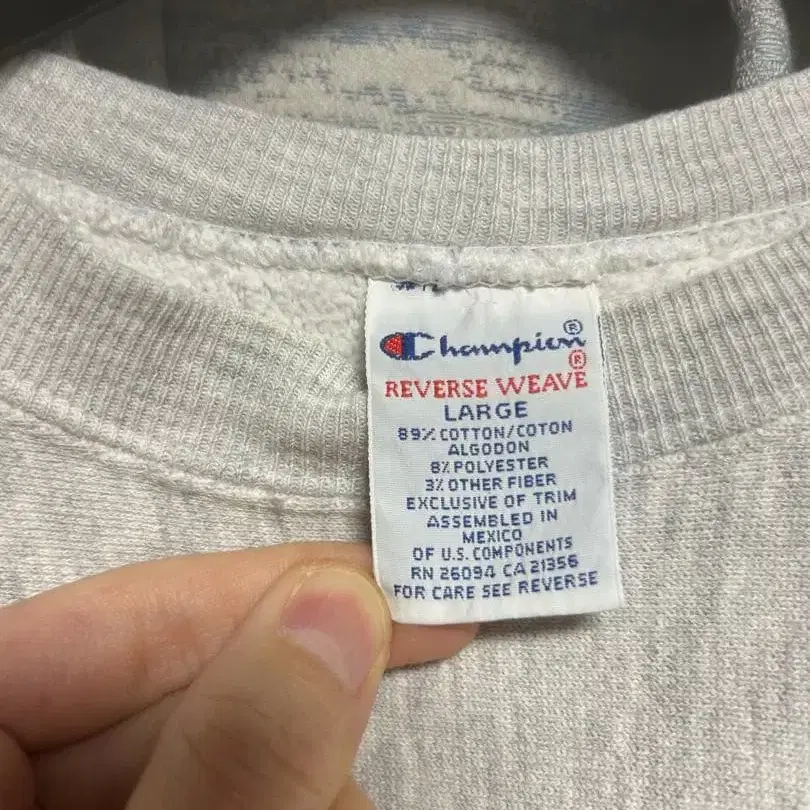 Champion®
REVERSE WEAVE®
LARGE
89% COTTON/COTON
ALGODON
8% POLYESTER
3% OTHER FIBER
EXCLUSIVE OF TRIM
ASSEMBLED IN
MEXICO
OF U.S. COMPONENTS
RN 26094 CA 21356
FOR CARE SEE REVERSE